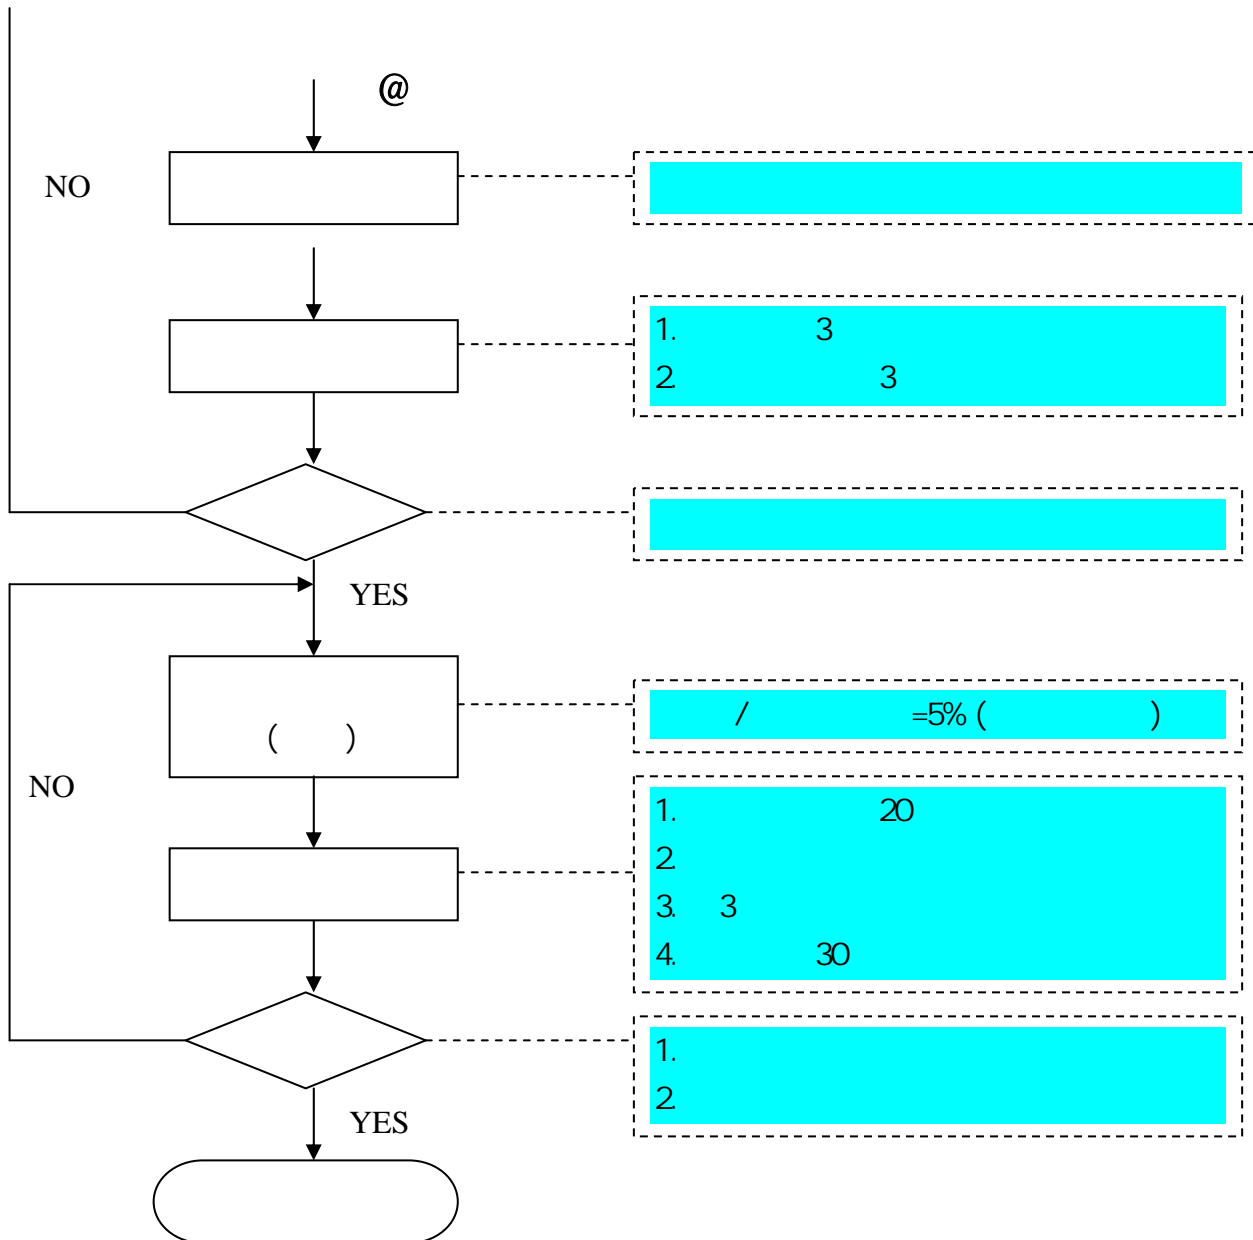 @
NO
1. 3
2. 3
YES
/ =5% ( )
( )
NO
1. 20
2.
3. 3
4. 30
1.
2.
YES